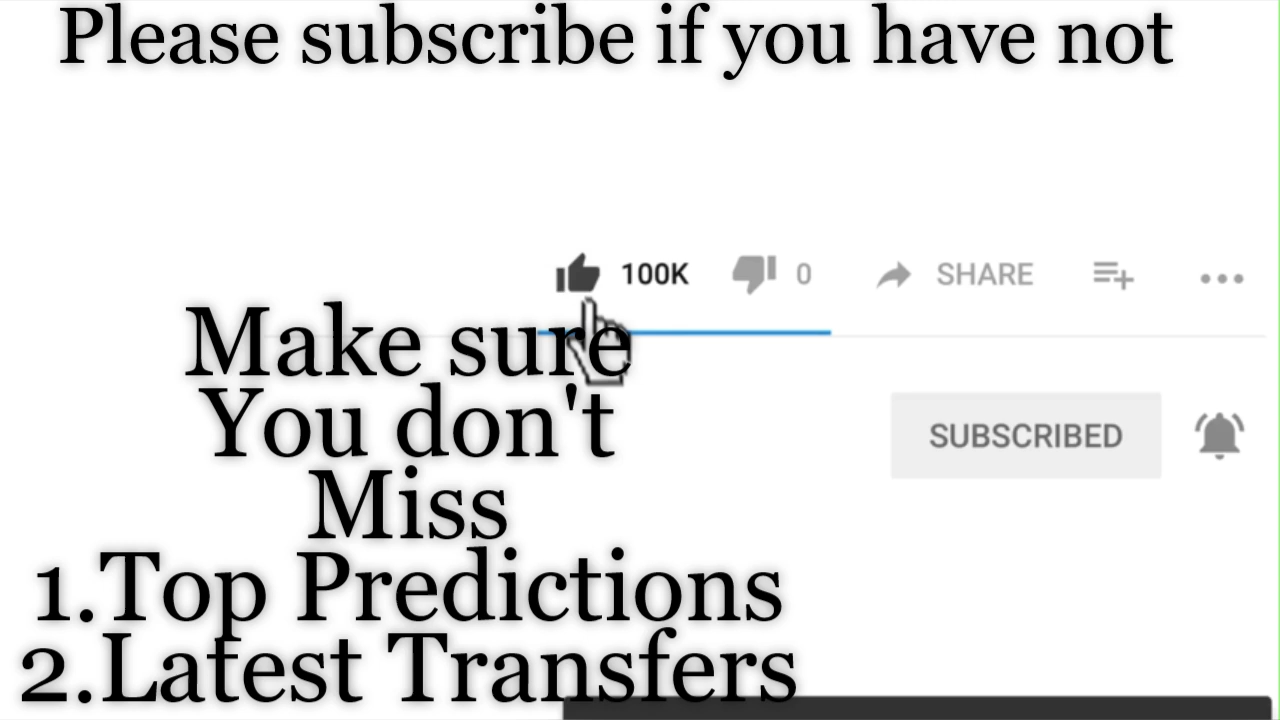 Please subscribe if you have not
100K 0 SHARE
Make sure
You don't
SUBSCRIBED
Miss
1.Top Predictions
2.Latest Transfers